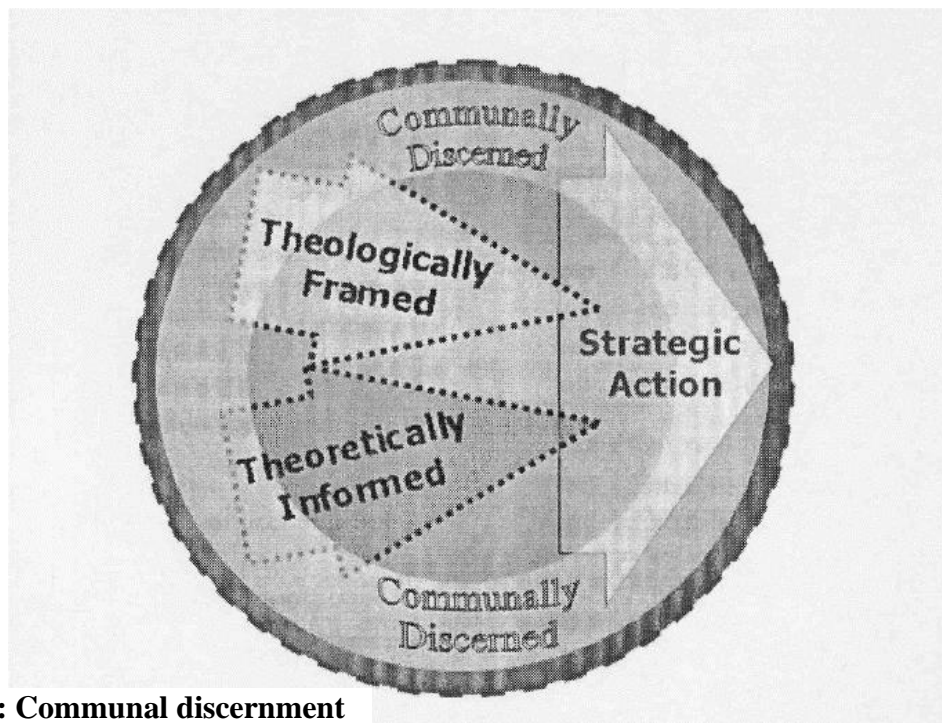 Communally
Discerned
Theologically
Framed
Strategic
Action
Theoretically
Informed
Communally
Discerned
: Communal discernment